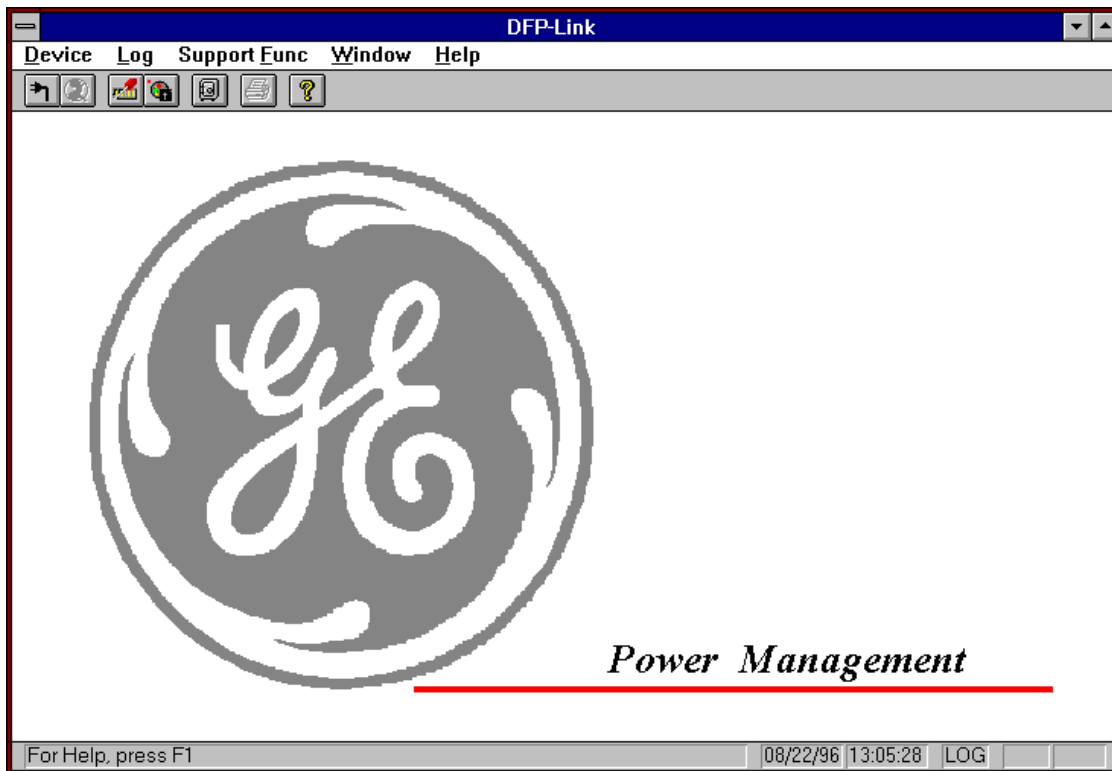 DFP-Link
Device Log Support Func Window Help
GE
Power Management
For Help, press F1 08/22/96 13:05:28 LOG